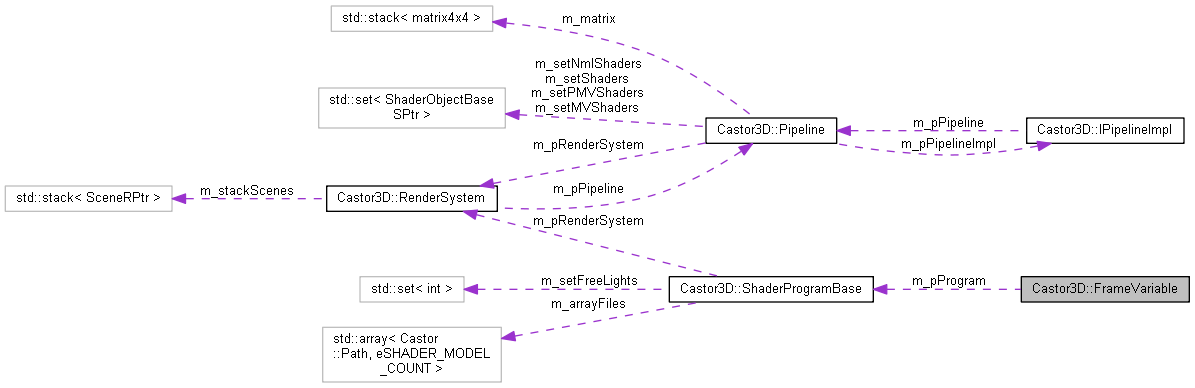 std::stack< matrix4x4 >
m_matrix
m_setNmlShaders
m_setShaders
m_setPMVShaders
m_setMVShaders
std::set< ShaderObjectBase
SPtr >
Castor3D::Pipeline
m_pPipeline
Castor3D::IPipelineImpl
m_pPipelineImpl
m_pRenderSystem
m_pPipeline
std::stack< SceneRPtr >
m_stackScenes
Castor3D::RenderSystem
m_pRenderSystem
std::set< int >
m_setFreeLights
Castor3D::ShaderProgramBase
m_pProgram
Castor3D::FrameVariable
m_arrayFiles
std::array< Castor
::Path, eSHADER_MODEL
_COUNT >